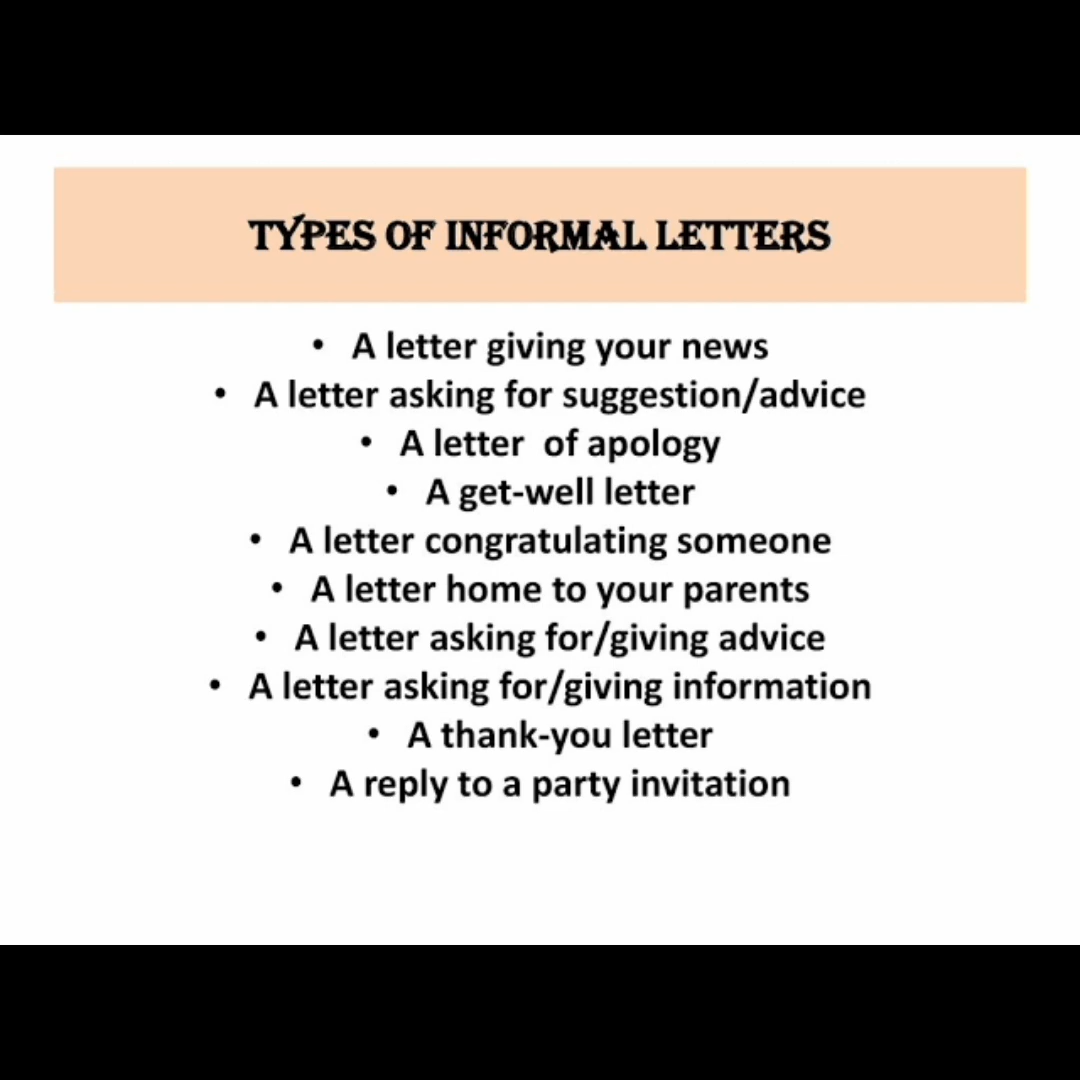 TYPES OF INFORMAL LETTERS
• A letter giving your news
• A letter asking for suggestion/advice
• A letter  of apology
• A get-well letter
• A letter congratulating someone
• A letter home to your parents
• A letter asking for/giving advice
• A letter asking for/giving information
• A thank-you letter
• A reply to a party invitation